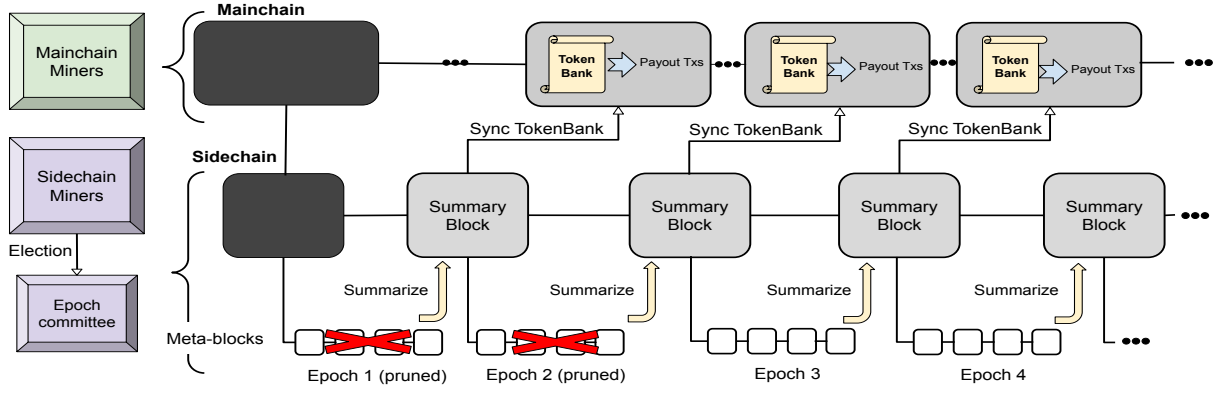 Mainchain
Mainchain
Miners
Token
Bank
Payout Txs
Token
Bank
Payout Txs
Token
Bank
Payout Txs
Sync TokenBank
Sync TokenBank
Sync TokenBank
Sidechain
Sidechain
Miners
Summary
Block
Summary
Block
Summary
Block
Summary
Block
Election
Epoch
committee
Summarize
Summarize
Summarize
Summarize
Meta-blocks
Epoch 1 (pruned)
Epoch 2 (pruned)
Epoch 3
Epoch 4